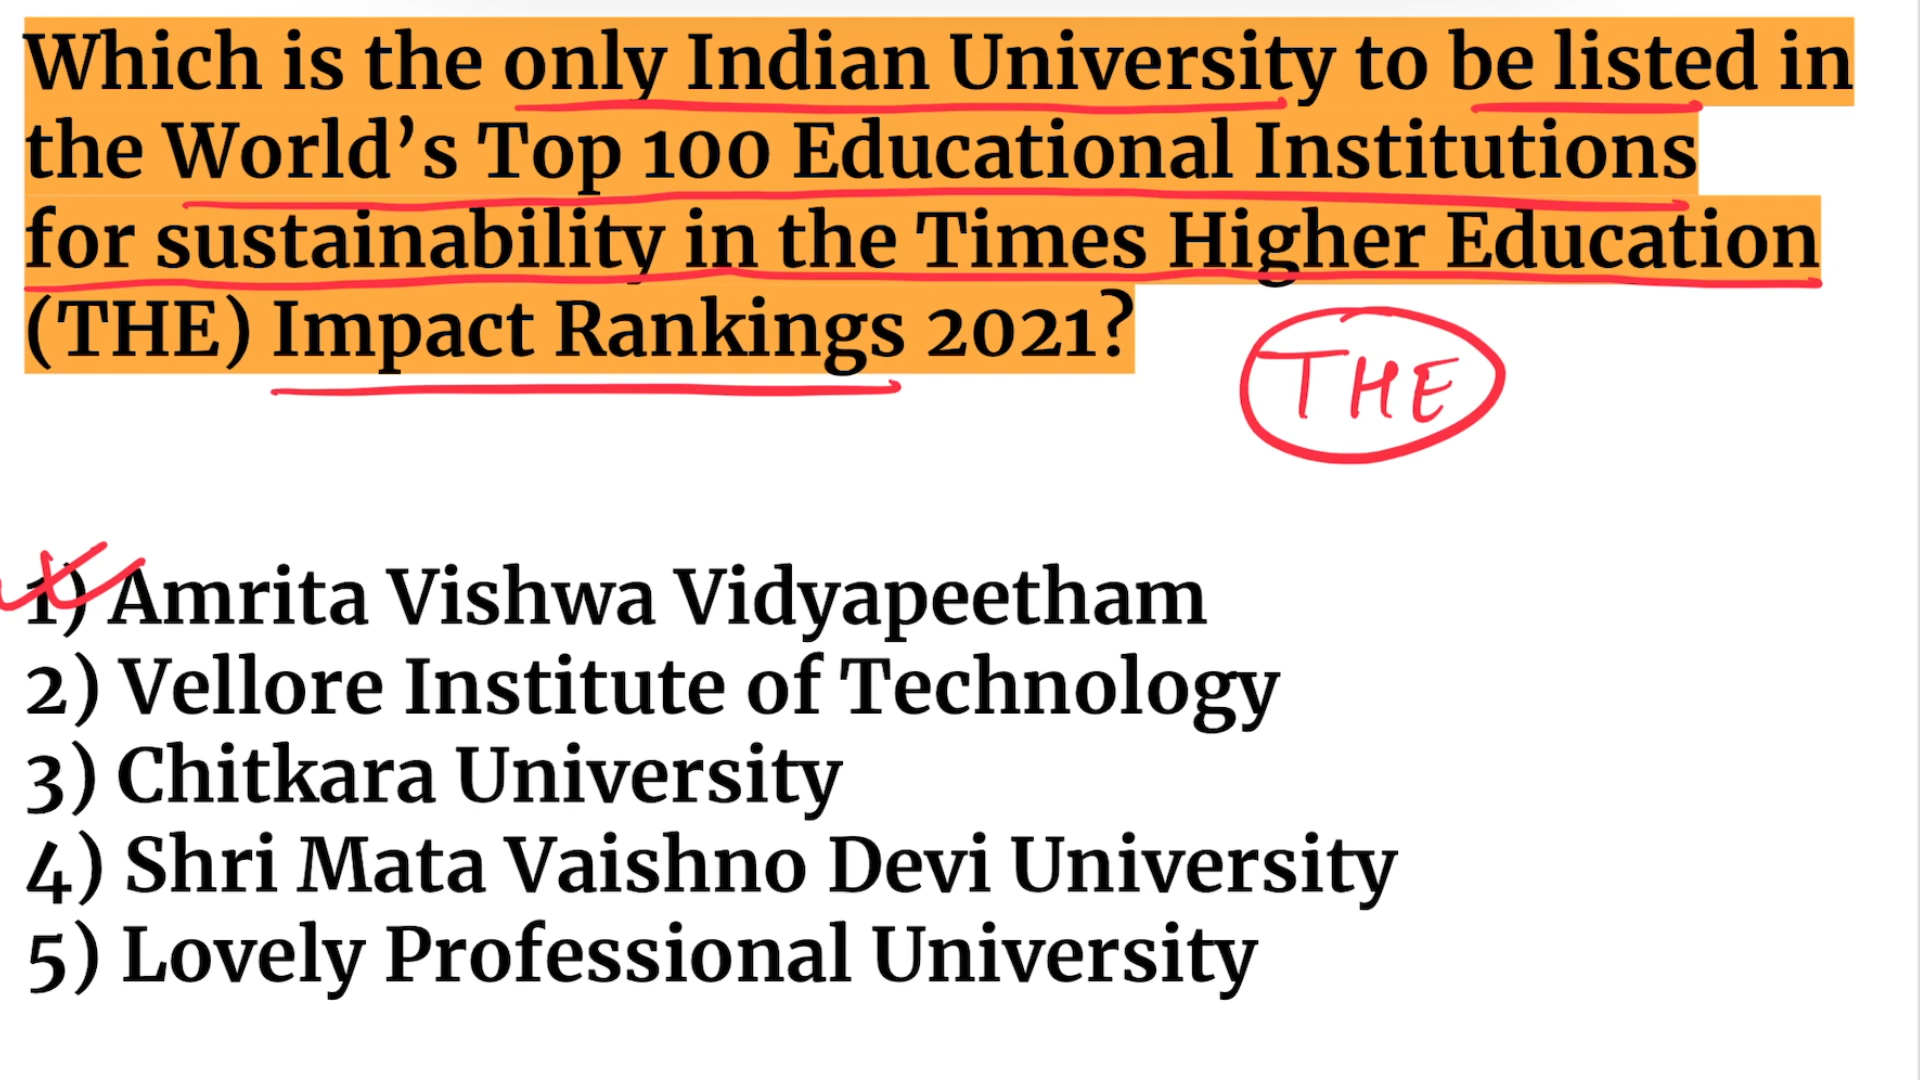 Which is the only Indian University to be listed in
the World’s Top 100 Educational Institutions
for sustainability in the Times Higher Education
(THE) Impact Rankings 2021?
THE
1) Amrita Vishwa Vidyapeetham
2) Vellore Institute of Technology
3) Chitkara University
4) Shri Mata Vaishno Devi University
5) Lovely Professional University